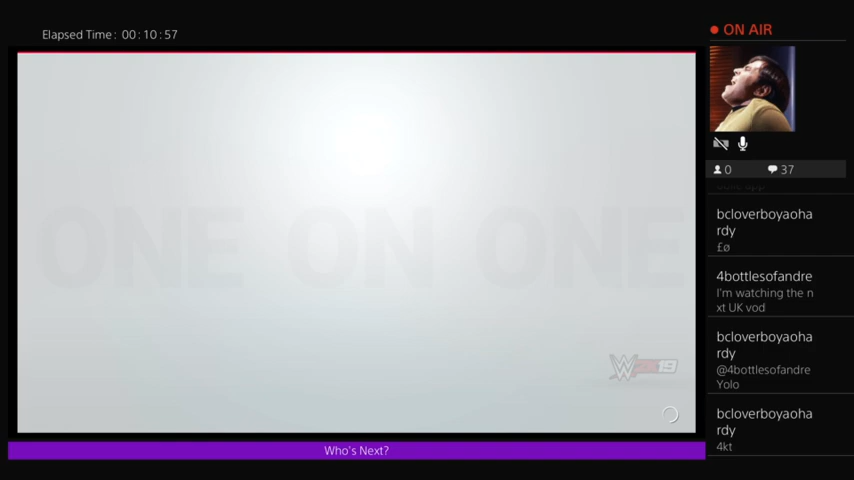 Elapsed Time : 00:10:57
ON AIR
ONE ON ONE
0
37
bcloverboyaoha
rdy
£ø
4bottlesofandre
I'm watching the n
xt UK vod
bcloverboyaoha
rdy
@4bottlesofandre
Yolo
bcloverboyaoha
rdy
4kt
W2K19
Who's Next?